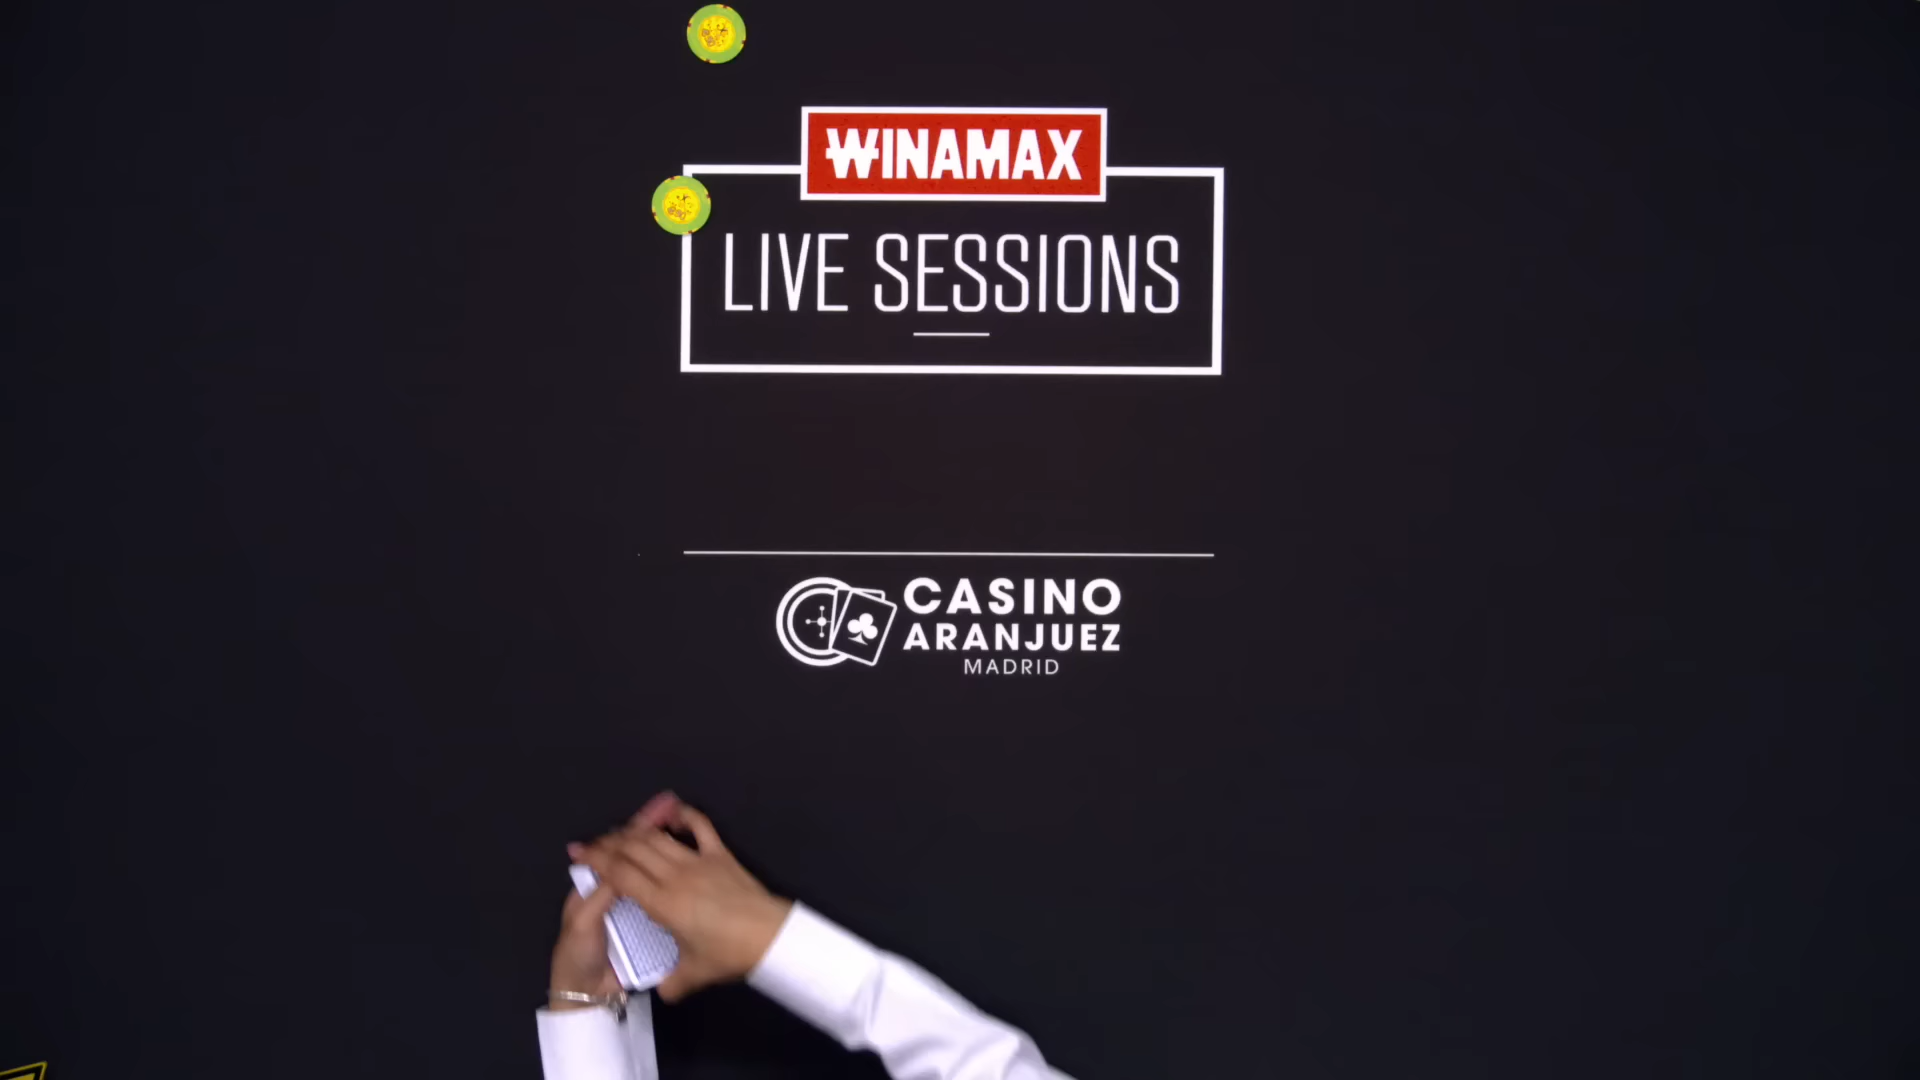 WINAMAX
LIVE SESSIONS
CASINO
ARANJUEZ
MADRID